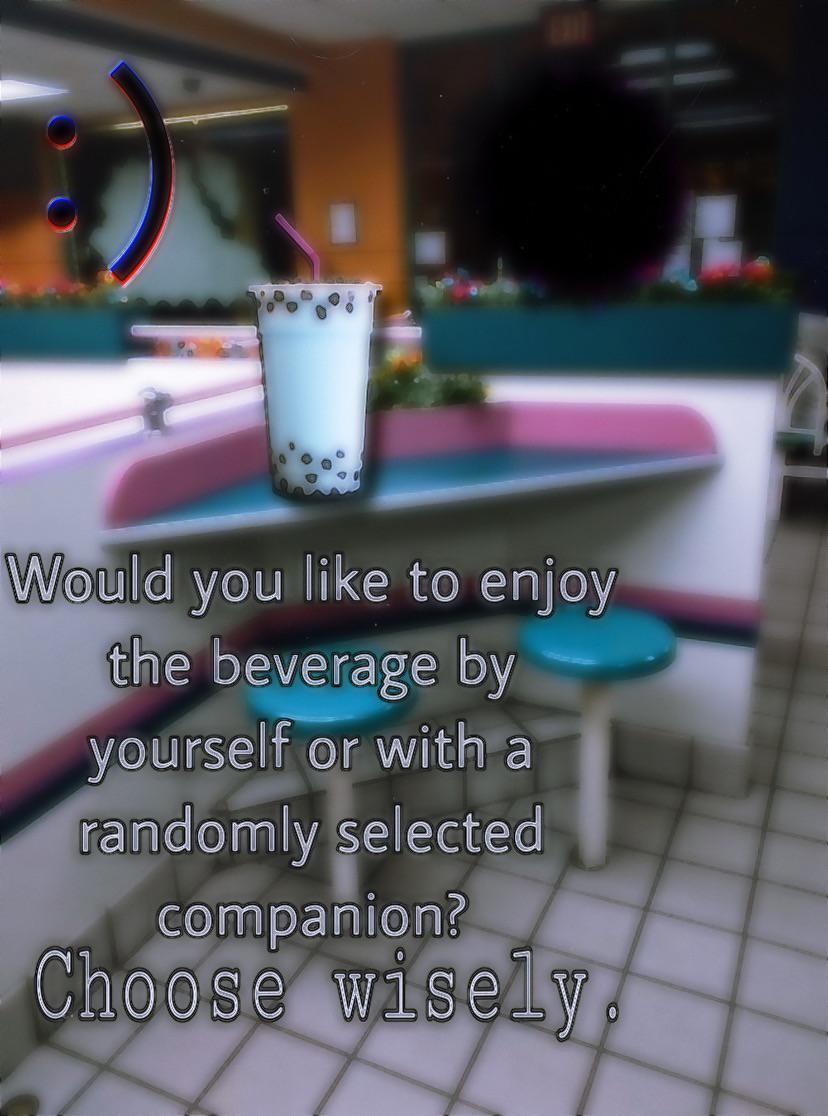 :)
Would you like to enjoy
the beverage by
yourself or with a
randomly selected
companion?
Choose wisely.